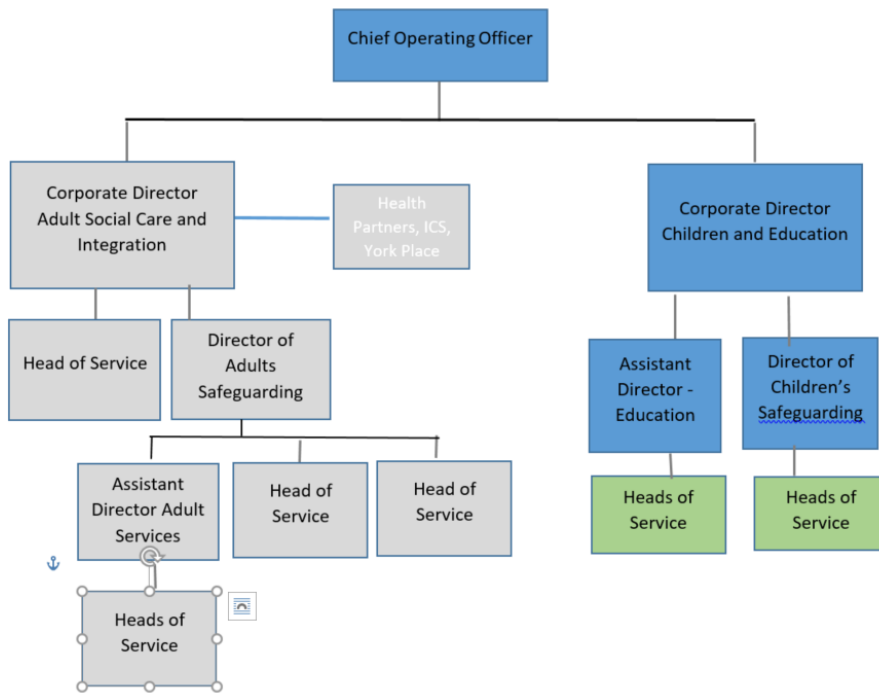 Chief Operating Officer
Corporate Director
Adult Social Care and
Integration
Health
Partners, ICS,
York Place
Corporate Director
Children and Education
Head of Service
Director of
Adults
Safeguarding
Assistant
Director -
Education
Director of
Children’s
Safeguarding
Assistant
Director Adult
Services
Head of
Service
Head of
Service
Heads of
Service
Heads of
Service
Heads of
Service